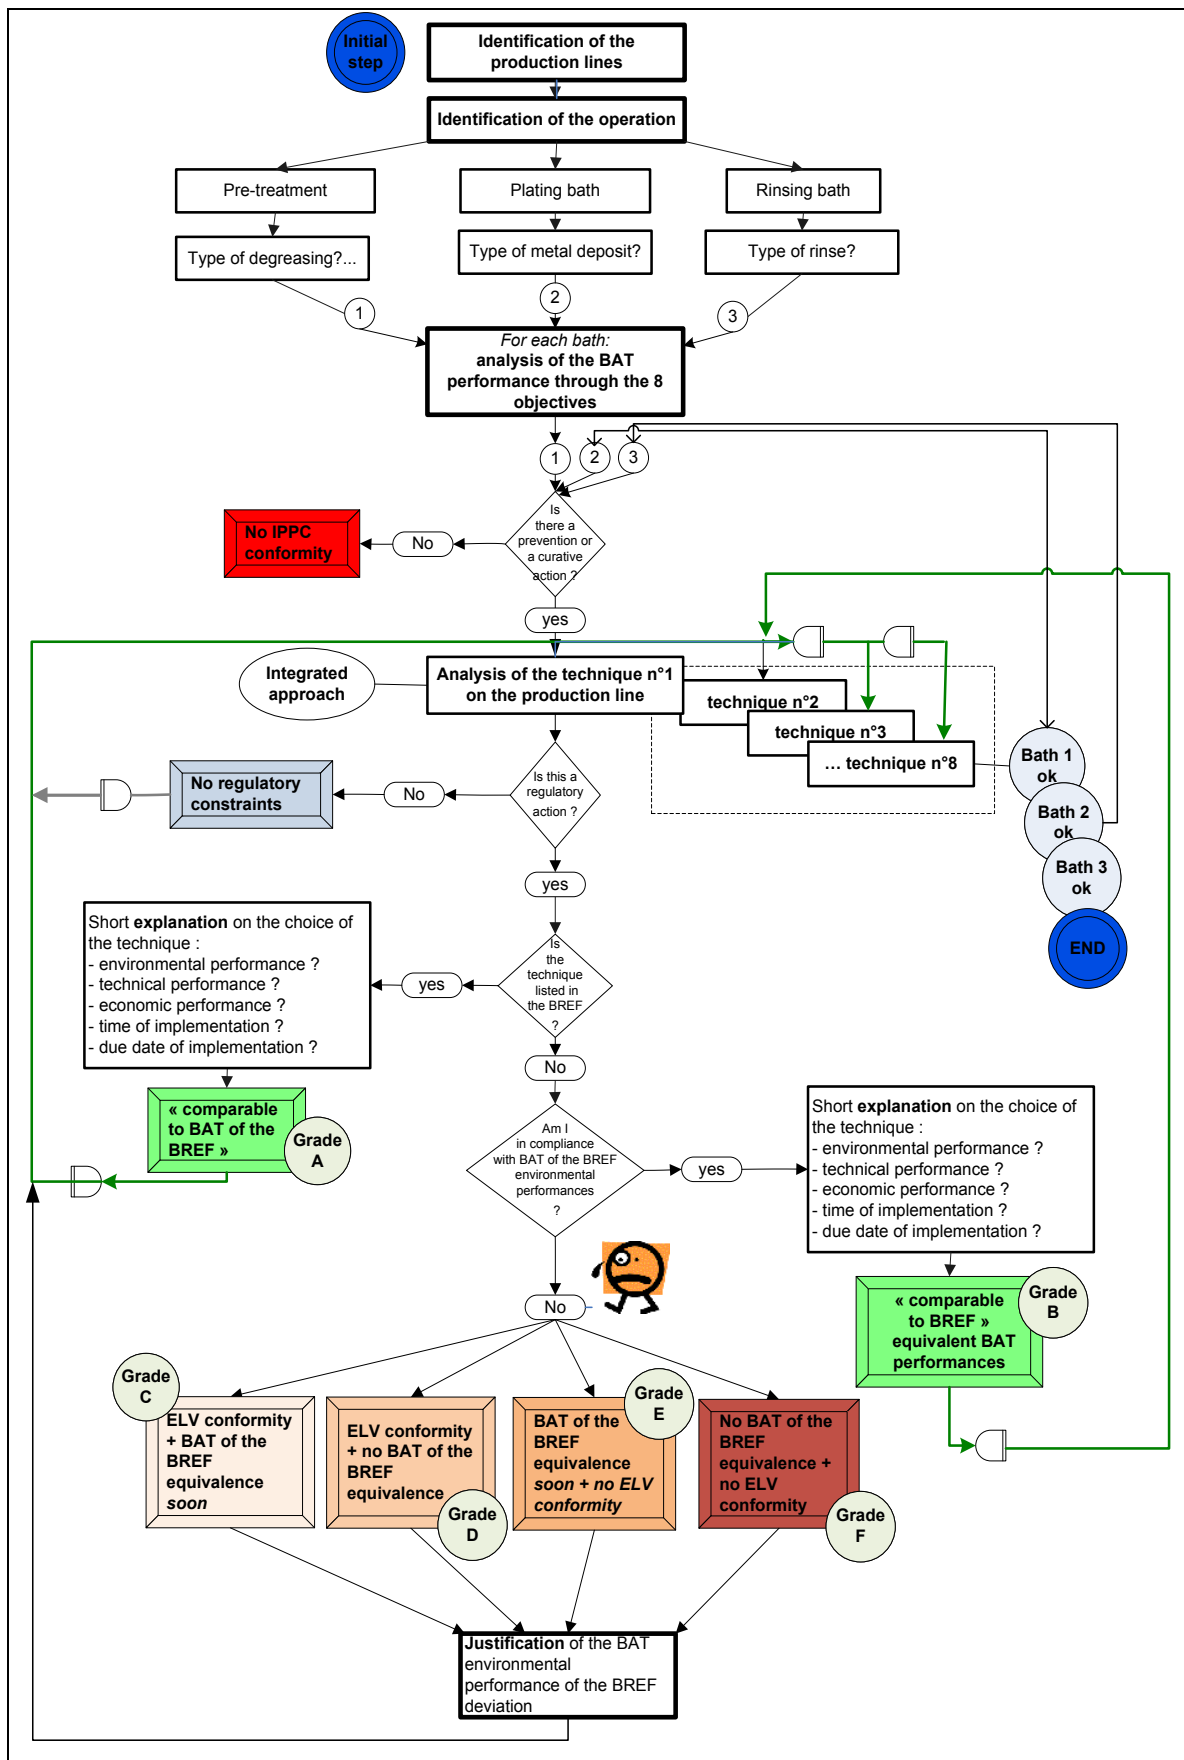 Initial
step
Identification of the
production lines
Identification of the operation
Pre-treatment
Plating bath
Rinsing bath
Type of degreasing?...
Type of metal deposit?
Type of rinse?
1
2
3
For each bath:
analysis of the BAT
performance through the 8
objectives
1
2
3
Is
there a
prevention or
a curative
action ?
No
No IPPC
conformity
yes
Integrated
approach
Analysis of the technique n°1
on the production line
technique n°2
technique n°3
... technique n°8
Bath 1
ok
Bath 2
ok
Bath 3
ok
END
Is this a
regulatory
action ?
No
No regulatory
constraints
yes
Is
the
technique
listed in
the BREF
?
yes
Short explanation on the choice of
the technique :
- environmental performance ?
- technical performance ?
- economic performance ?
- time of implementation ?
- due date of implementation ?
« comparable
to BAT of the
BREF »
Grade
A
No
Am I
in compliance
with BAT of the BREF
environmental
performances
?
yes
Short explanation on the choice of
the technique :
- environmental performance ?
- technical performance ?
- economic performance ?
- time of implementation ?
- due date of implementation ?
« comparable
to BREF »
equivalent BAT
performances
Grade
B
No
Grade
C
ELV conformity
+ BAT of the
BREF
equivalence
soon
ELV conformity
+ no BAT of the
BREF
equivalence
Grade
D
BAT of the
BREF
equivalence
soon + no ELV
conformity
Grade
E
No BAT of the
BREF
equivalence +
no ELV
conformity
Grade
F
Justification of the BAT
environmental
performance of the BREF
deviation